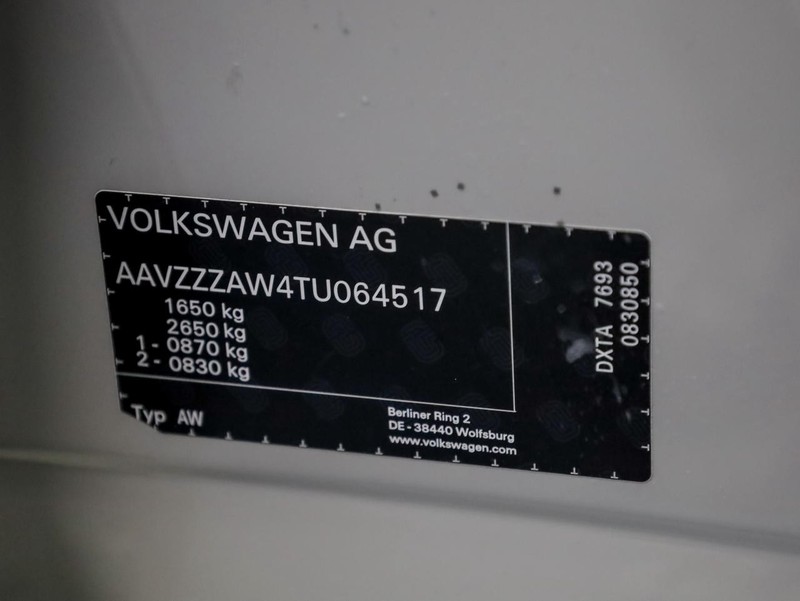 VOLKSWAGEN AG
AAVZZZAW4TU064517
1650 kg
2650 kg
1 - 0870 kg
2 - 0830 kg
Typ AW
Berliner Ring 2
DE - 38440 Wolfsburg
www.volkswagen.com
DXTA 7693
0830850